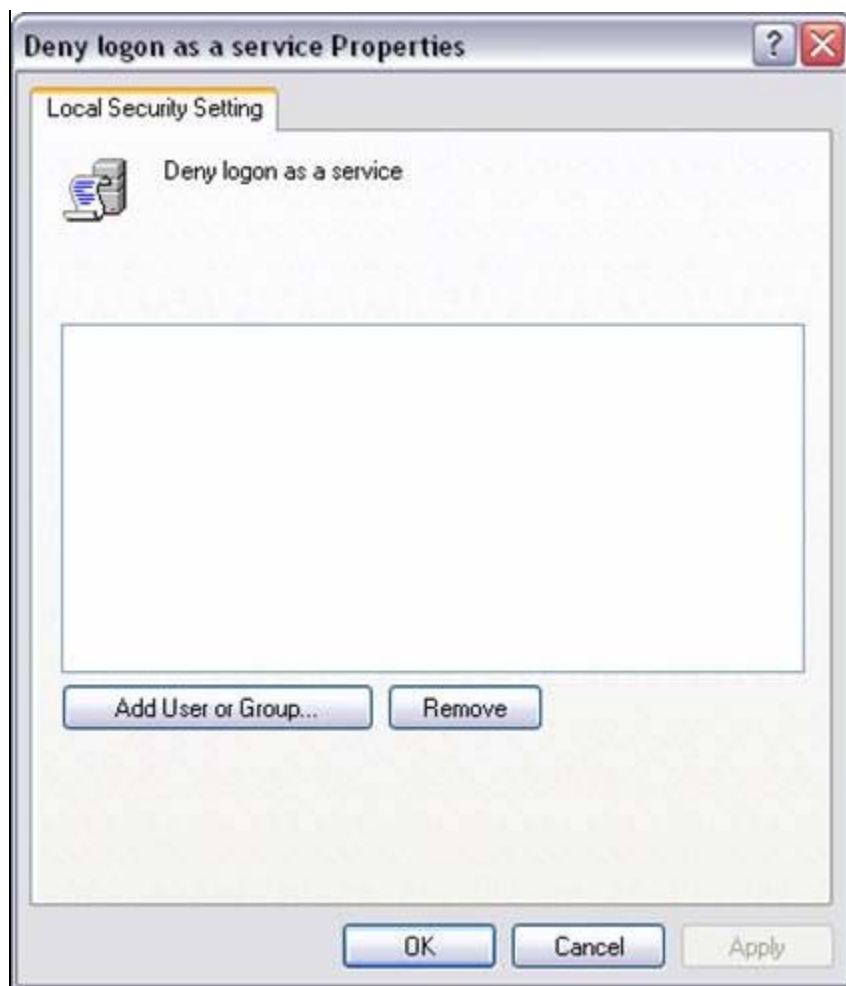 Deny logon as a service Properties
?
Local Security Setting
Deny logon as a service
Add User or Group...
Remove
OK
Cancel
Apply